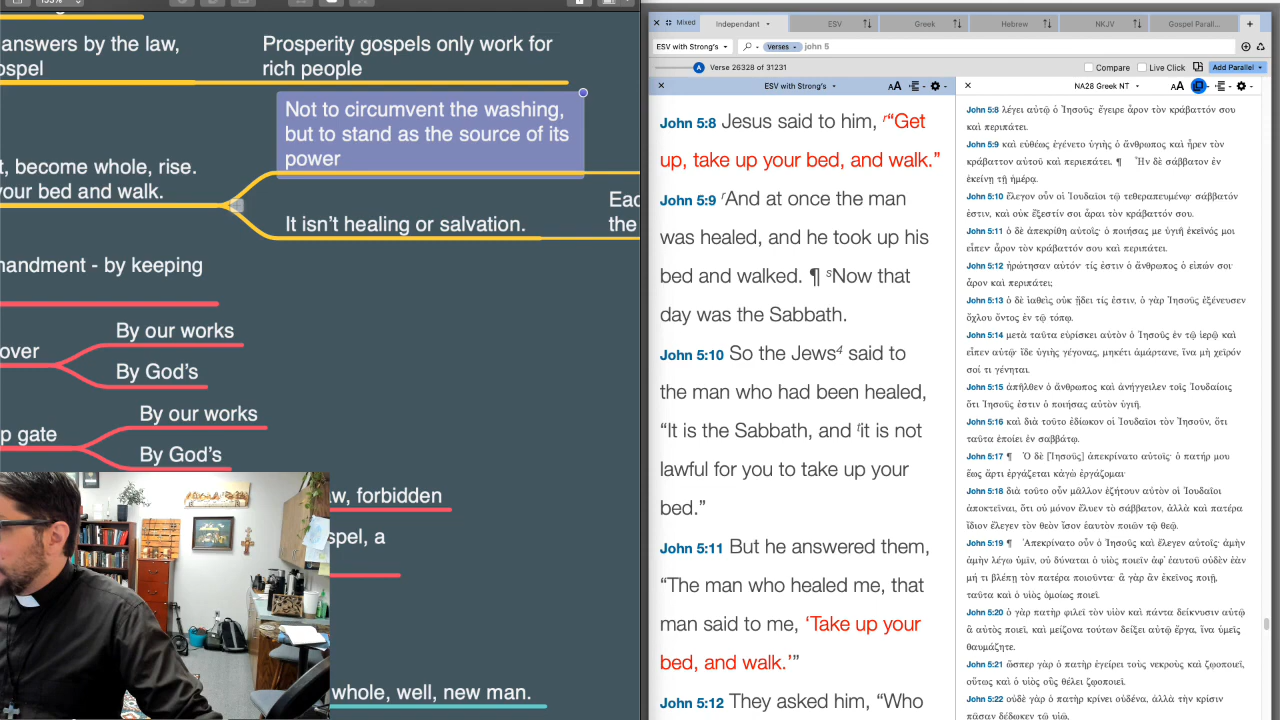 answers by the law,
ospel
Prosperity gospels only work for
rich people
Not to circumvent the washing,
but to stand as the source of its
power
t, become whole, rise.
your bed and walk.
It isn’t healing or salvation.
Eac
the
nandment - by keeping
over
By our works
By God’s
p gate
By our works
By God’s
w, forbidden
spel, a
whole, well, new man.
Mixed
Independant
ESV
Greek
Hebrew
NKJV
Gospel Parall...
ESV with Strong's
Verses
john 5
Verse 26328 of 31231
Compare
Live Click
Add Parallel
ESV with Strong's
AA
John 5:8 Jesus said to him, r“Get
up, take up your bed, and walk.”
John 5:9 rAnd at once the man
was healed, and he took up his
bed and walked. ¶ sNow that
day was the Sabbath.
John 5:10 So the Jews4 said to
the man who had been healed,
“It is the Sabbath, and tit is not
lawful for you to take up your
bed.”
John 5:11 But he answered them,
“The man who healed me, that
man said to me, ‘Take up your
bed, and walk.’”
John 5:12 They asked him, “Who
NA28 Greek NT
AA
John 5:8 λέγει αὐτῷ ὁ Ἰησοῦς· ἔγειρε ἆρον τὸν κράβαττόν σου
καὶ περιπάτει.
John 5:9 καὶ εὐθέως ἐγένετο ὑγιὴς ὁ ἄνθρωπος καὶ ἦρεν τὸν
κράβαττον αὐτοῦ καὶ περιεπάτει. ¶ Ἦν δὲ σάββατον ἐν
ἐκείνῃ τῇ ἡμέρᾳ.
John 5:10 ἔλεγον οὖν οἱ Ἰουδαῖοι τῷ τεθεραπευμένῳ· σάββατόν
ἐστιν, καὶ οὐκ ἔξεστίν σοι ἆραι τὸν κράβαττόν σου.
John 5:11 ὁ δὲ ἀπεκρίθη αὐτοῖς· ὁ ποιήσας με ὑγιῆ ἐκεῖνός μοι
εἶπεν· ἆρον τὸν κράβαττόν σου καὶ περιπάτει.
John 5:12 ἠρώτησαν αὐτόν· τίς ἐστιν ὁ ἄνθρωπος ὁ εἰπών σοι·
ἆρον καὶ περιπάτει;
John 5:13 ὁ δὲ ἰαθεὶς οὐκ ᾔδει τίς ἐστιν, ὁ γὰρ Ἰησοῦς ἐξένευσεν
ὄχλου ὄντος ἐν τῷ τόπῳ.
John 5:14 μετὰ ταῦτα εὑρίσκει αὐτὸν ὁ Ἰησοῦς ἐν τῷ ἱερῷ καὶ
εἶπεν αὐτῷ· ἴδε ὑγιὴς γέγονας, μηκέτι ἁμάρτανε, ἵνα μὴ χεῖρόν
σοί τι γένηται.
John 5:15 ἀπῆλθεν ὁ ἄνθρωπος καὶ ἀνήγγειλεν τοῖς Ἰουδαίοις
ὅτι Ἰησοῦς ἐστιν ὁ ποιήσας αὐτὸν ὑγιῆ.
John 5:16 καὶ διὰ τοῦτο ἐδίωκον οἱ Ἰουδαῖοι τὸν Ἰησοῦν, ὅτι
ταῦτα ἐποίει ἐν σαββάτῳ.
John 5:17 ¶ Ὁ δὲ [Ἰησοῦς] ἀπεκρίνατο αὐτοῖς· ὁ πατήρ μου
ἕως ἄρτι ἐργάζεται κἀγὼ ἐργάζομαι·
John 5:18 διὰ τοῦτο οὖν μᾶλλον ἐζήτουν αὐτὸν οἱ Ἰουδαῖοι
ἀποκτεῖναι, ὅτι οὐ μόνον ἔλυεν τὸ σάββατον, ἀλλὰ καὶ πατέρα
ἴδιον ἔλεγεν τὸν θεὸν ἴσον ἑαυτὸν ποιῶν τῷ θεῷ.
John 5:19 ¶ Ἀπεκρίνατο οὖν ὁ Ἰησοῦς καὶ ἔλεγεν αὐτοῖς· ἀμὴν
ἀμὴν λέγω ὑμῖν, οὐ δύναται ὁ υἱὸς ποιεῖν ἀφ’ ἑαυτοῦ οὐδὲν ἐὰν
μή τι βλέπῃ τὸν πατέρα ποιοῦντα· ἃ γὰρ ἂν ἐκεῖνος ποιῇ,
ταῦτα καὶ ὁ υἱὸς ὁμοίως ποιεῖ.
John 5:20 ὁ γὰρ πατὴρ φιλεῖ τὸν υἱὸν καὶ πάντα δείκνυσιν αὐτῷ
ἃ αὐτὸς ποιεῖ, καὶ μείζονα τούτων δείξει αὐτῷ ἔργα, ἵνα ὑμεῖς
θαυμάζητε.
John 5:21 ὥσπερ γὰρ ὁ πατὴρ ἐγείρει τοὺς νεκροὺς καὶ ζῳοποιεῖ,
οὕτως καὶ ὁ υἱὸς οὓς θέλει ζῳοποιεῖ.
John 5:22 οὐδὲ γὰρ ὁ πατὴρ κρίνει οὐδένα, ἀλλὰ τὴν κρίσιν
πᾶσαν δέδωκεν τῷ υἱῷ,